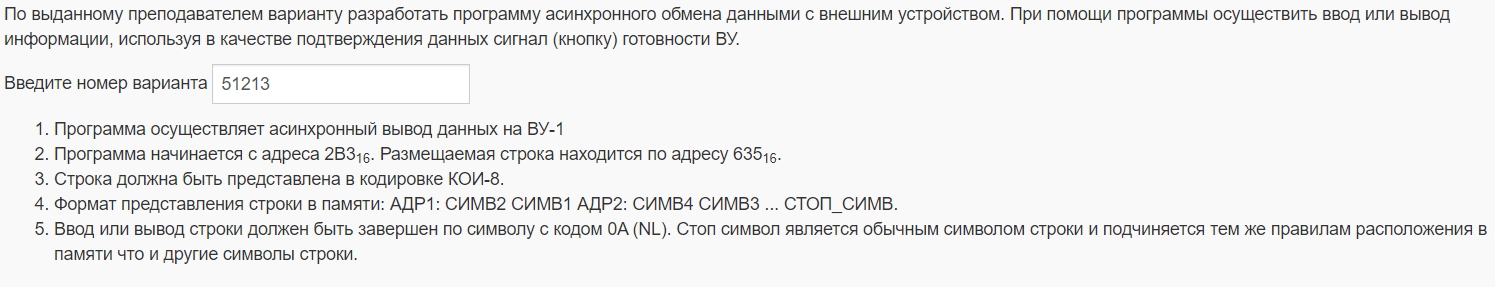 По выданному преподавателем варианту разработать программу асинхронного обмена данными с внешним устройством. При помощи программы осуществить ввод или вывод
информации, используя в качестве подтверждения данных сигнал (кнопку) готовности ВУ.
Введите номер варианта 51213
1. Программа осуществляет асинхронный вывод данных на ВУ-1
2. Программа начинается с адреса 2B3₁₆. Размещаемая строка находится по адресу 635₁₆.
3. Строка должна быть представлена в кодировке КОИ-8.
4. Формат представления строки в памяти: АДР1: СИМВ2 СИМВ1 АДР2: СИМВ4 СИМВ3 ... СТОП_СИМВ.
5. Ввод или вывод строки должен быть завершен по символу с кодом 0A (NL). Стоп символ является обычным символом строки и подчиняется тем же правилам расположения в
памяти что и другие символы строки.